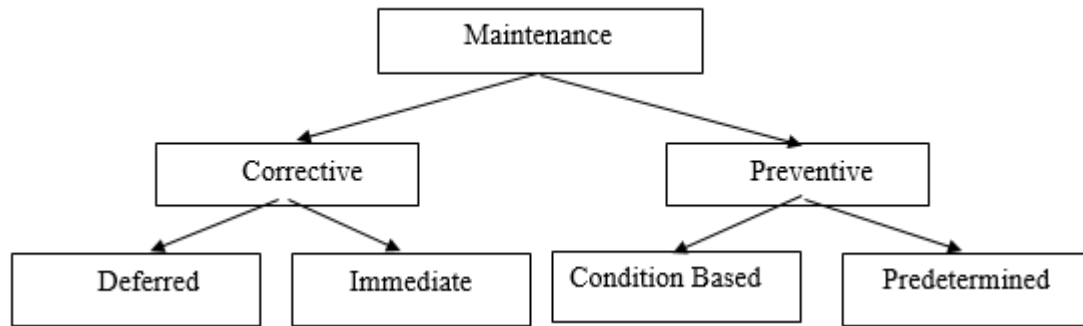 Maintenance
Corrective
Preventive
Deferred
Immediate
Condition Based
Predetermined